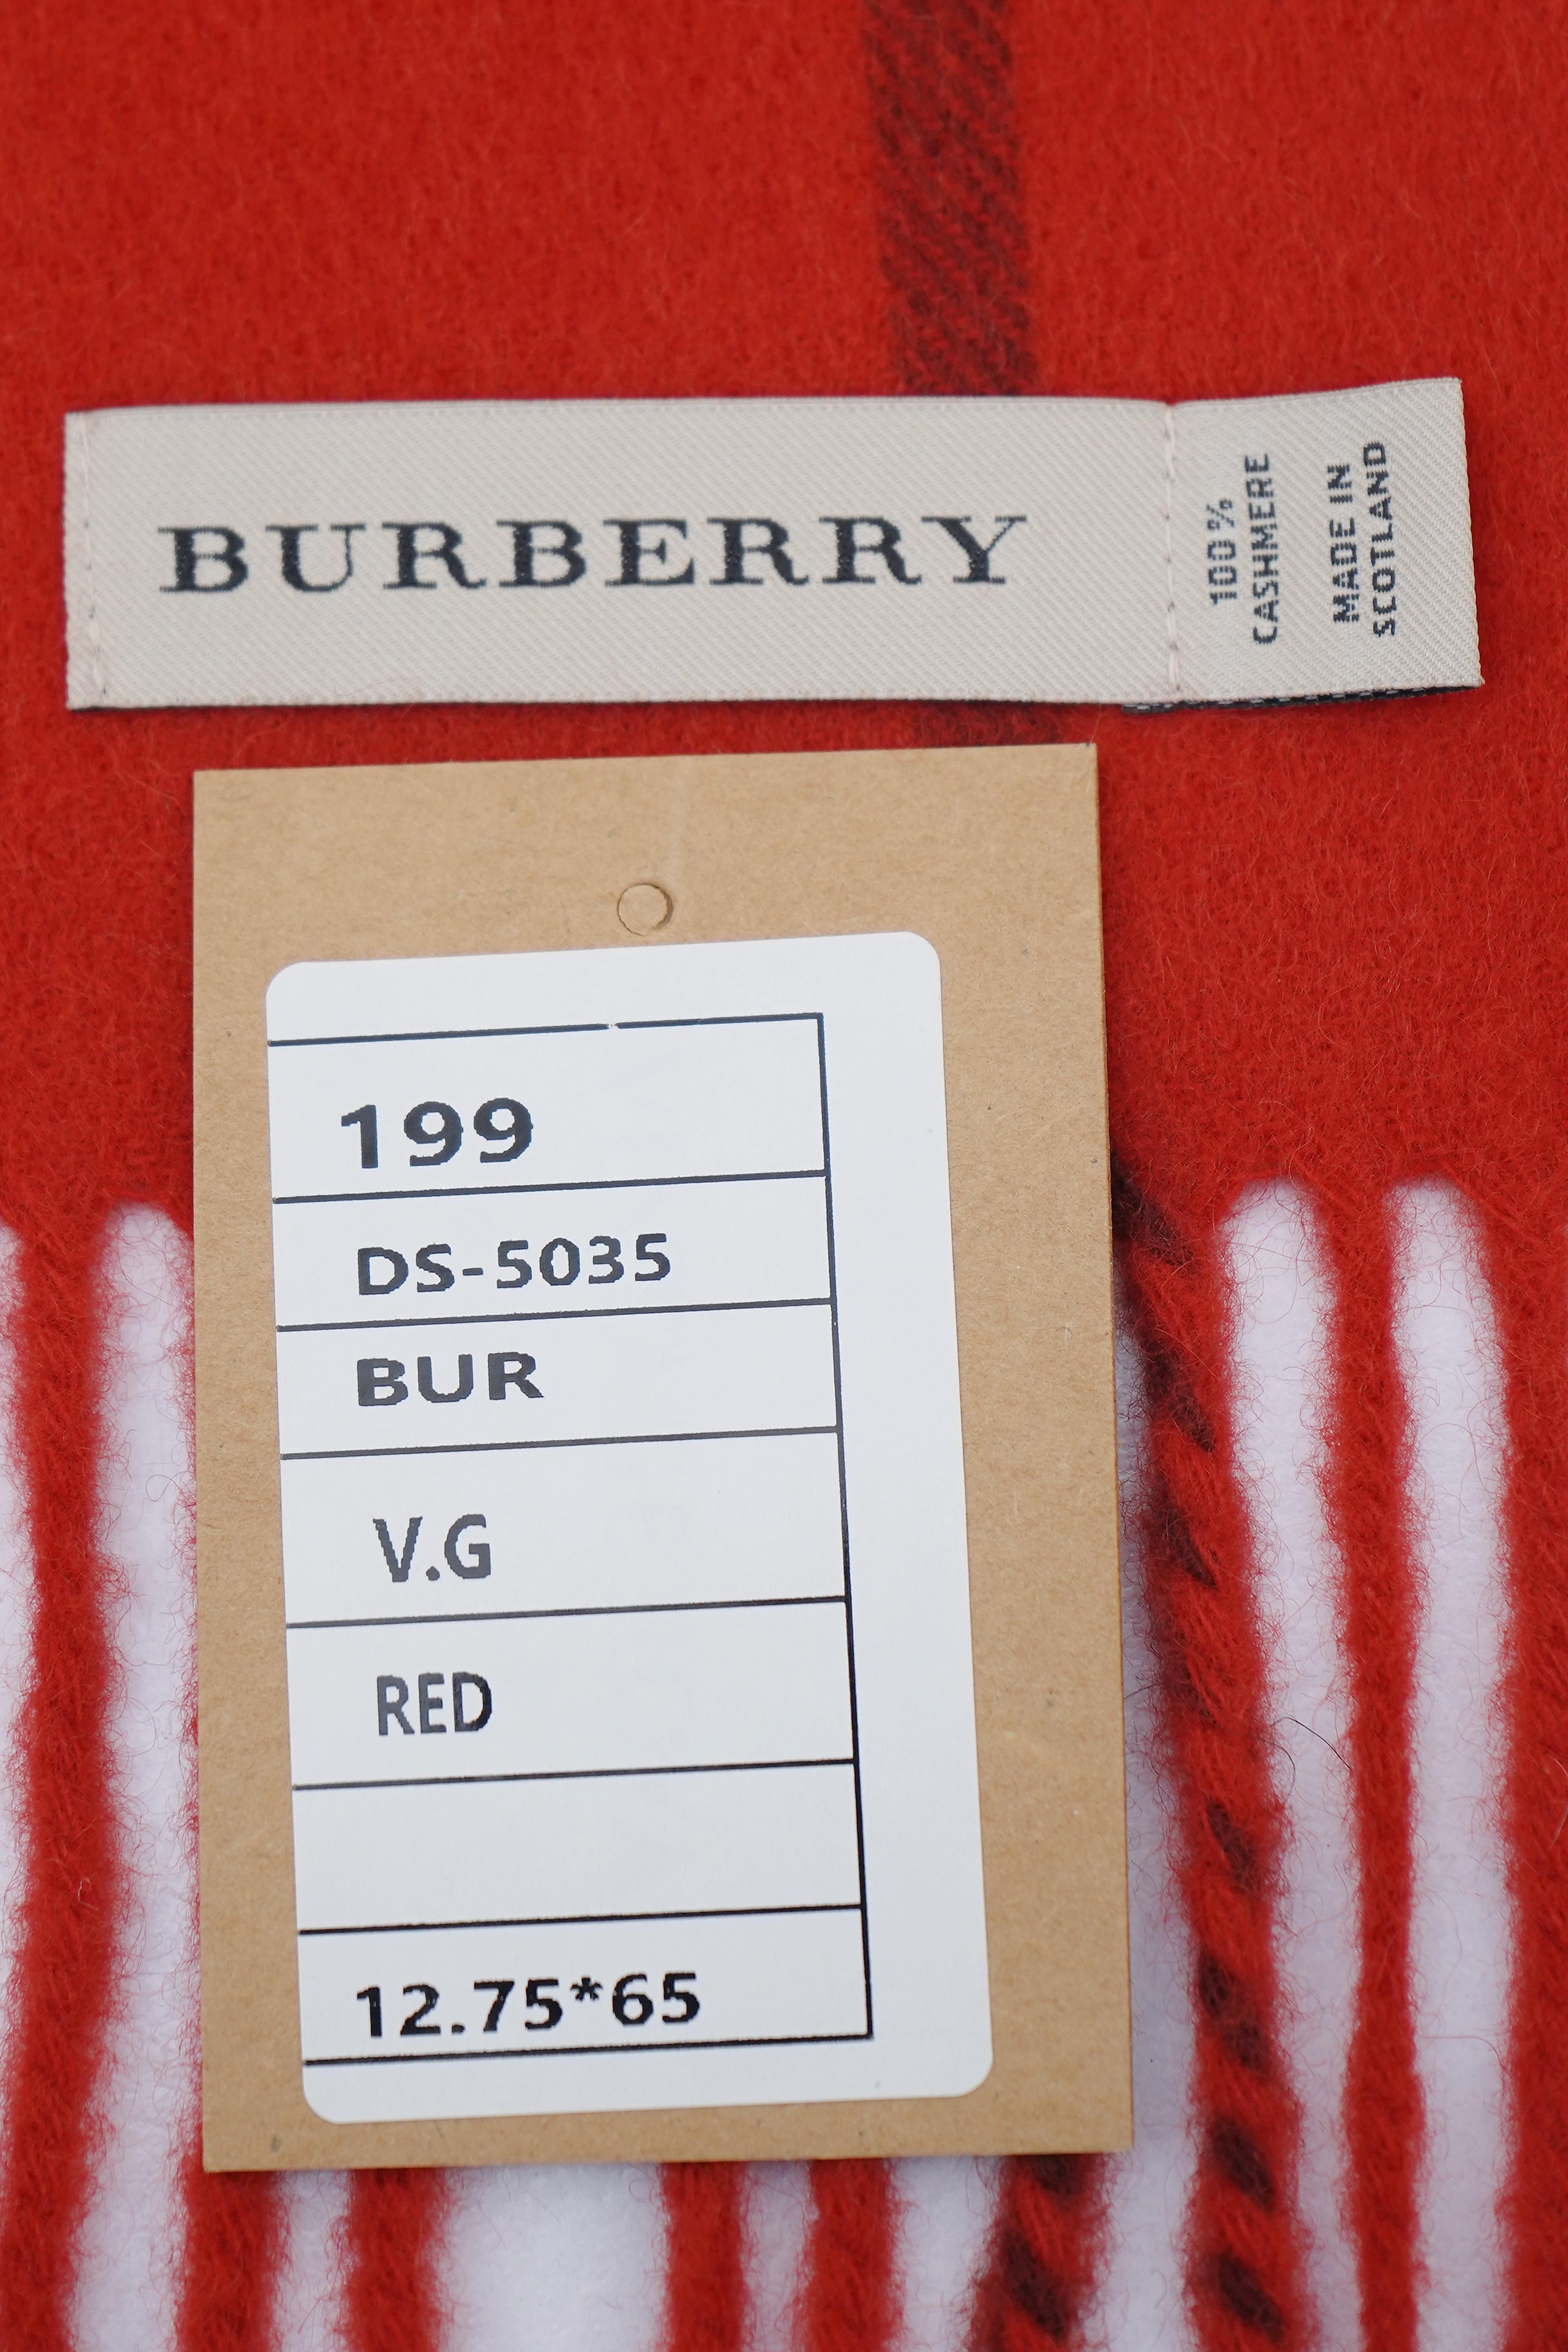 BURBERRY
100%
CASHMERE
MADE IN
SCOTLAND
199
DS-5035
BUR
V.G
RED
12.75*65